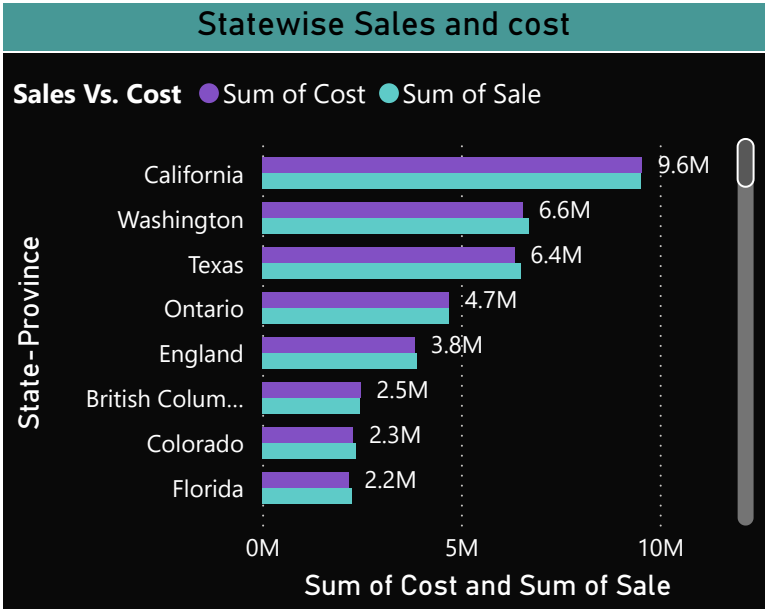 Statewise Sales and cost
Sales Vs. Cost Sum of Cost Sum of Sale
California 9.6M
Washington 6.6M
Texas 6.4M
Ontario 4.7M
England 3.8M
British Colum... 2.5M
Colorado 2.3M
Florida 2.2M
State-Province
0M 5M 10M
Sum of Cost and Sum of Sale